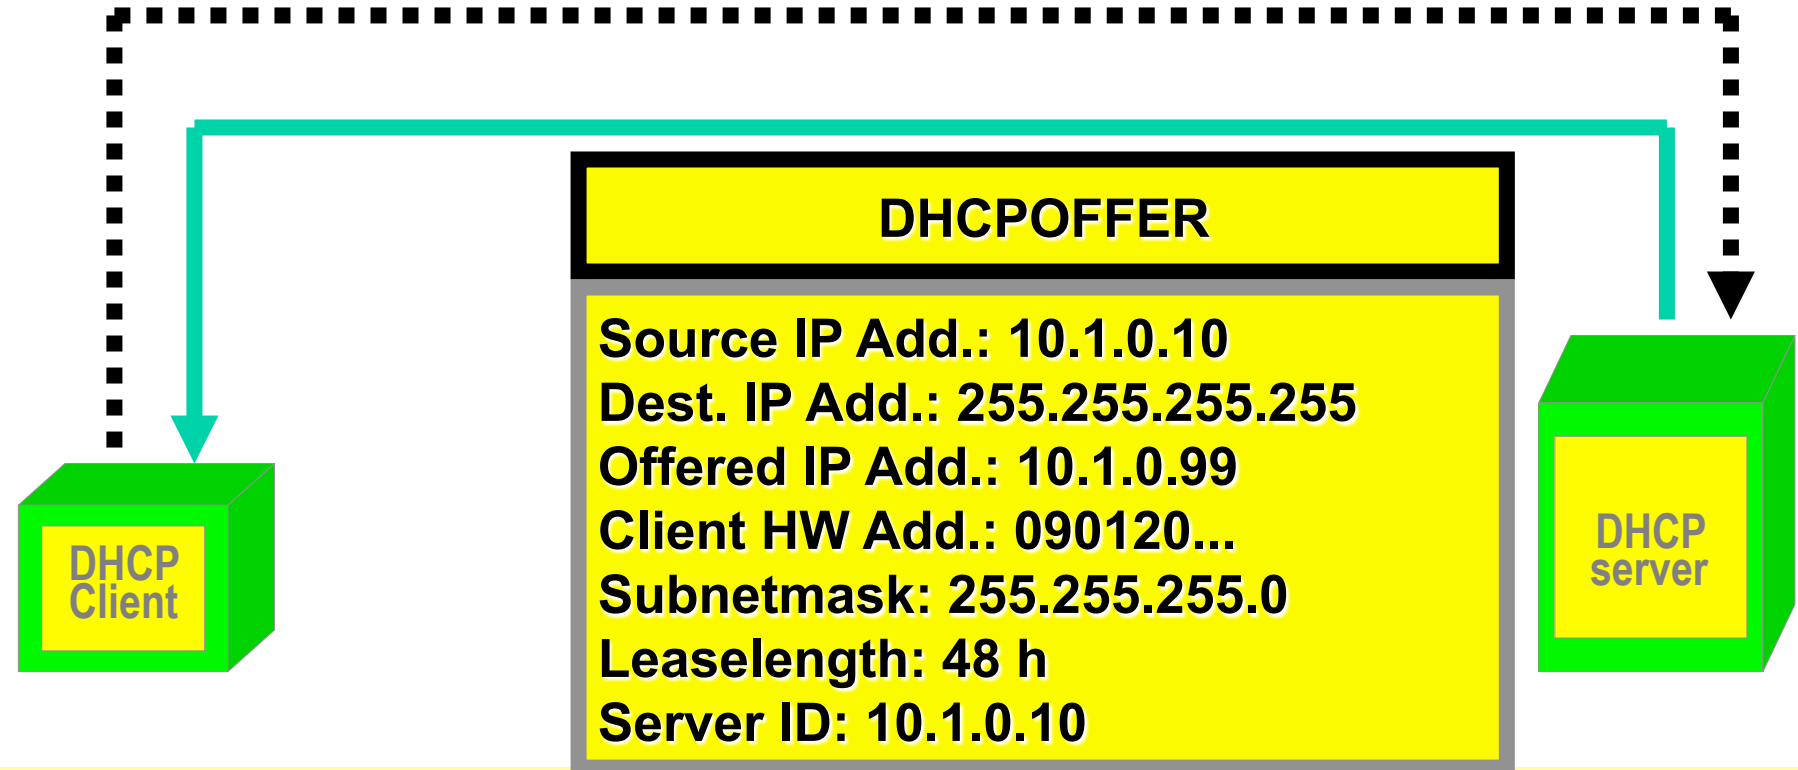 DHCPOFFER
Source IP Add.: 10.1.0.10
Dest. IP Add.: 255.255.255.255
Offered IP Add.: 10.1.0.99
Client HW Add.: 090120...
Subnetmask: 255.255.255.0
Leaselength: 48 h
Server ID: 10.1.0.10
DHCP
Client
DHCP
server